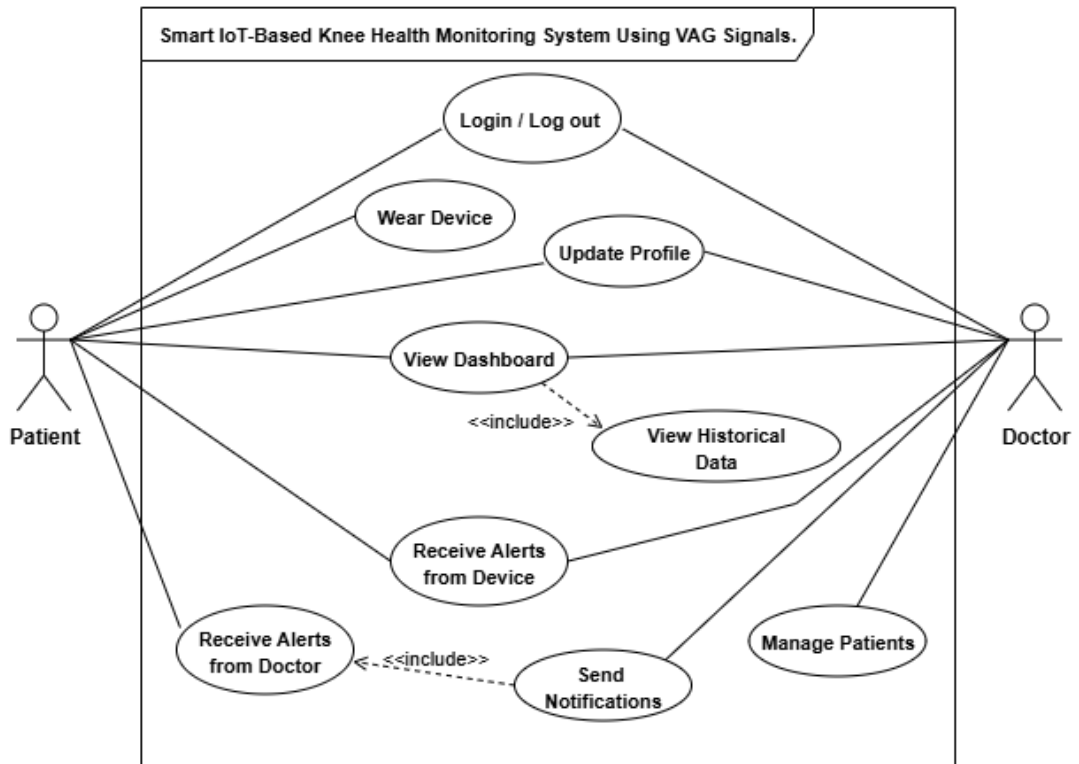 Smart IoT-Based Knee Health Monitoring System Using VAG Signals.
Login / Log out
Wear Device
Update Profile
View Dashboard
<<include>>
View Historical
Data
Patient
Doctor
Receive Alerts
from Device
Receive Alerts
from Doctor
<<include>>
Send
Notifications
Manage Patients